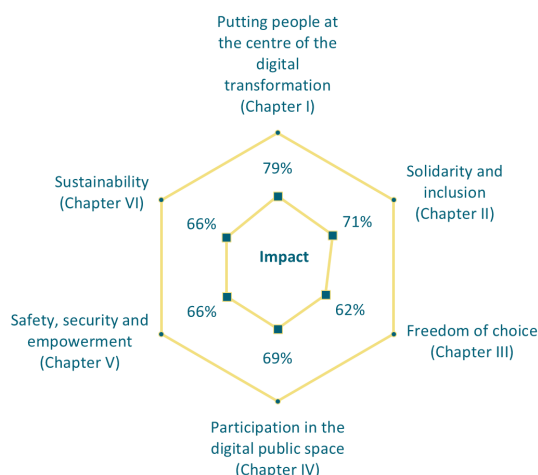 Putting people at
the centre of the
digital
transformation
(Chapter I)
79%
Solidarity and
inclusion
(Chapter II)
Sustainability
(Chapter VI)
66%
71%
Impact
66%
62%
Safety, security and
empowerment
(Chapter V)
Freedom of choice
(Chapter III)
69%
Participation in the
digital public space
(Chapter IV)